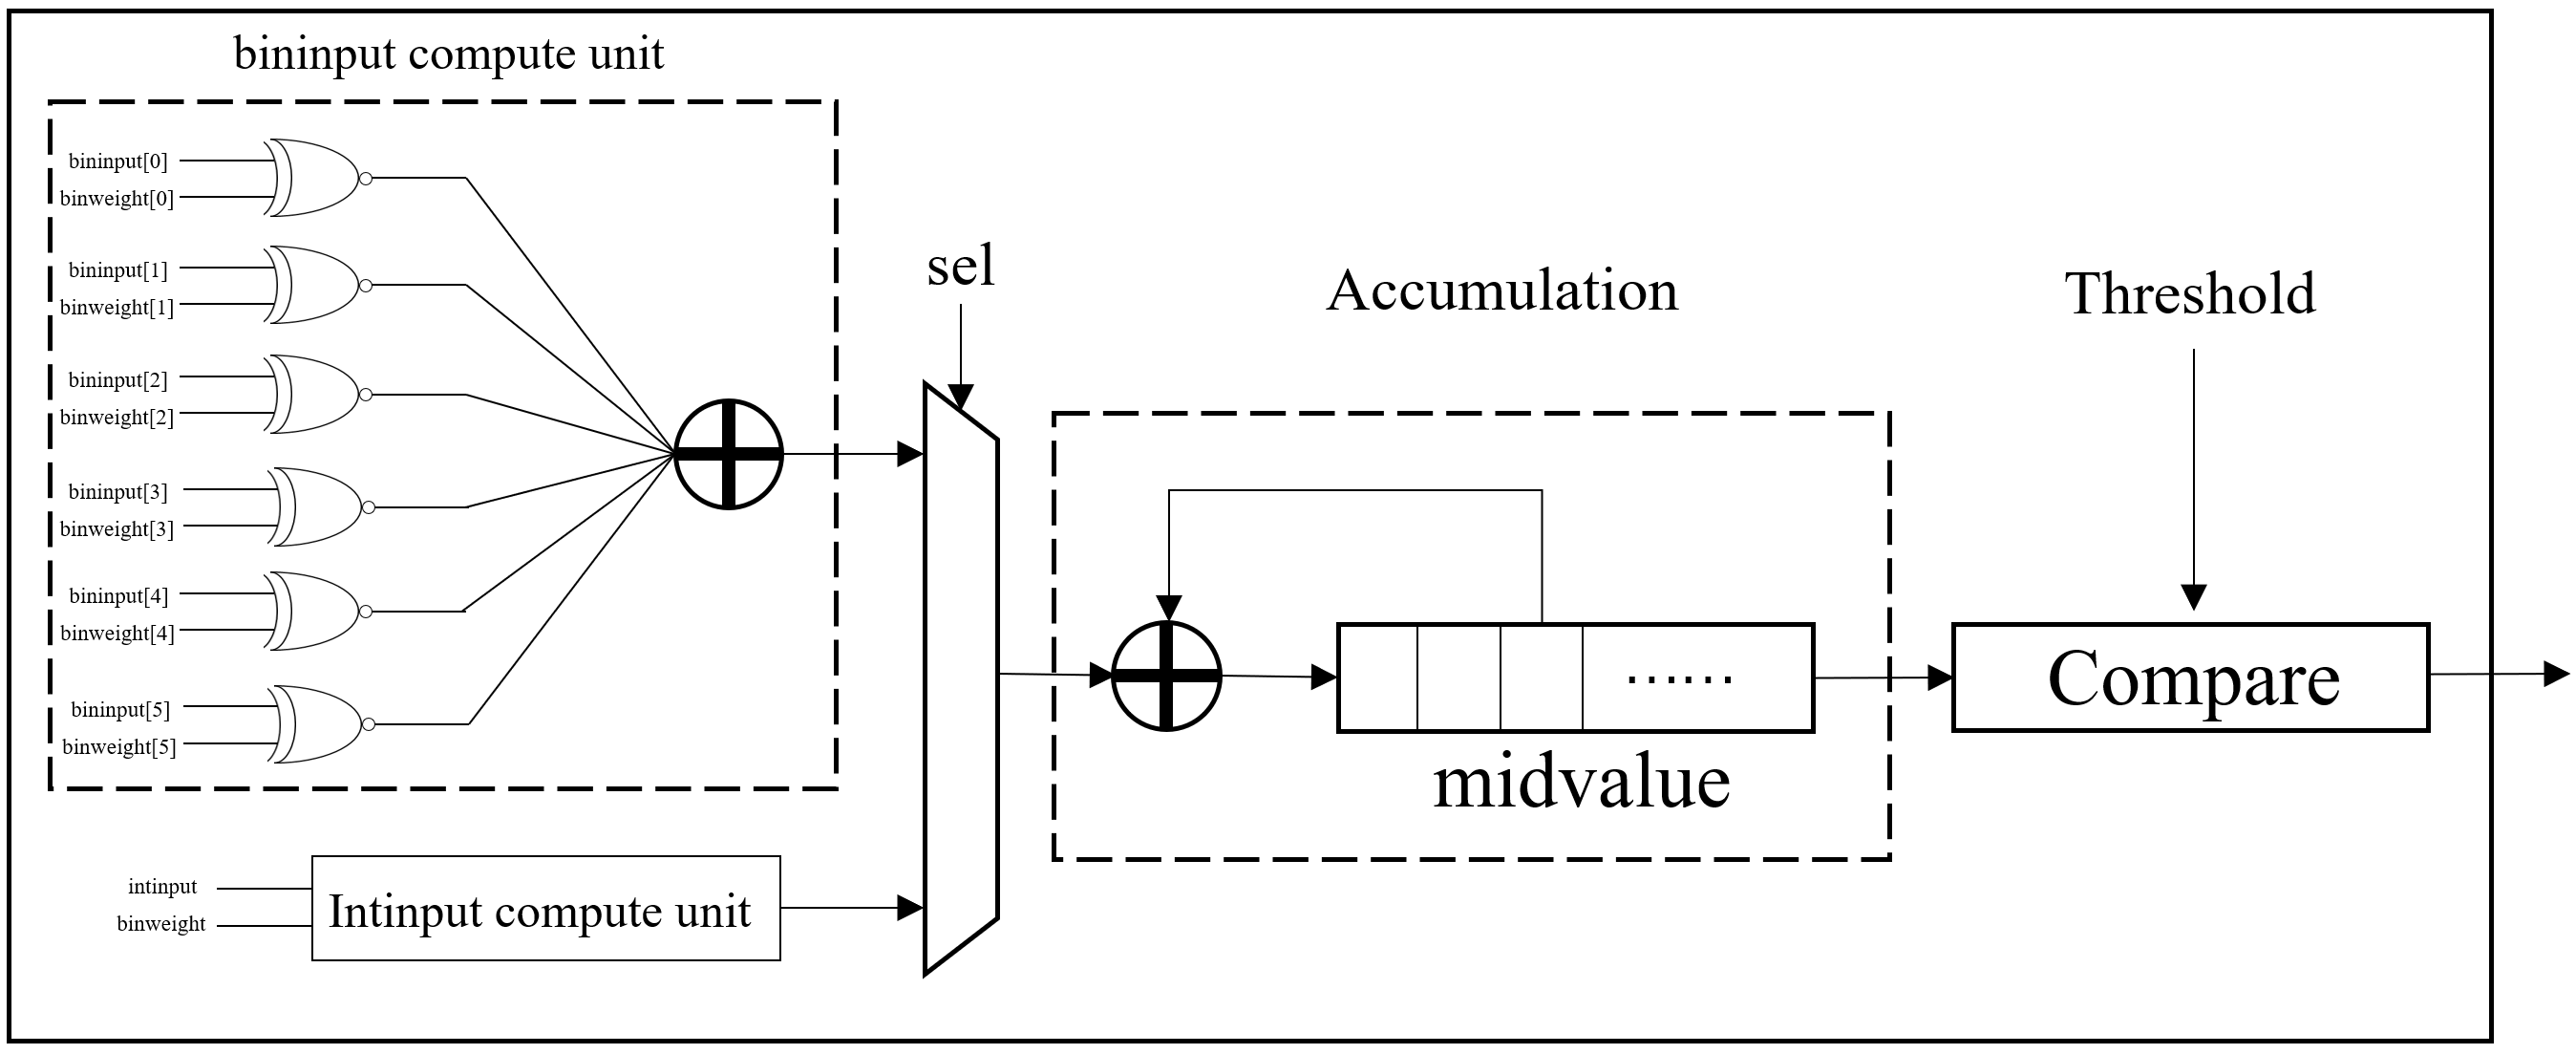 bininput compute unit
bininput[0]
binweight[0]
bininput[1]
binweight[1]
bininput[2]
binweight[2]
bininput[3]
binweight[3]
bininput[4]
binweight[4]
bininput[5]
binweight[5]
intinput
binweight
Intinput compute unit
sel
Accumulation
......
midvalue
Threshold
Compare